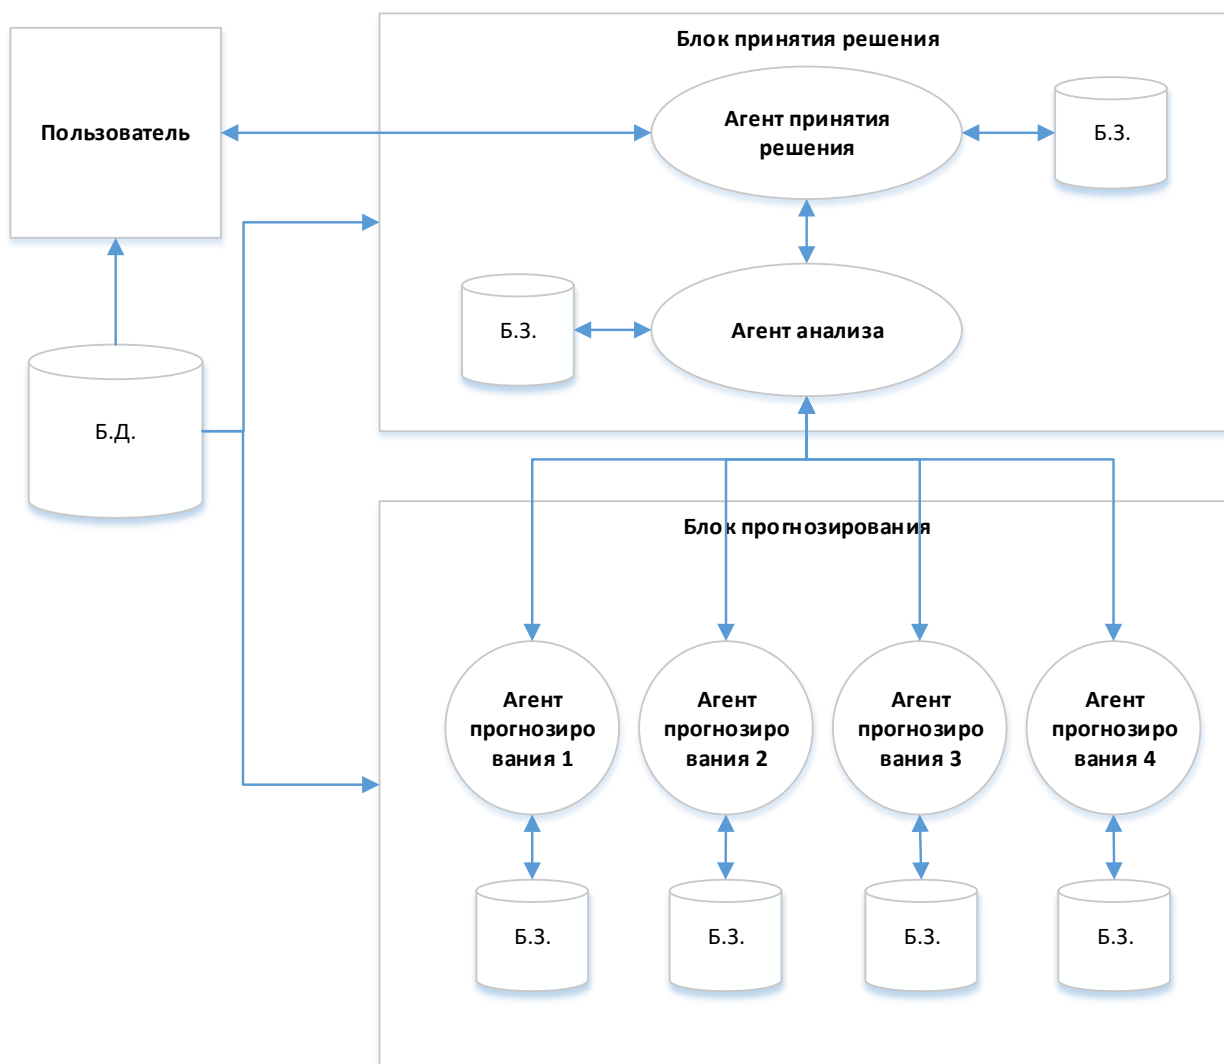 Блок принятия решения
Пользователь
Агент принятия
решения
Б.З.
Б.З.
Агент анализа
Б.Д.
Блок прогнозирования
Агент
прогнозиро
вания 1
Агент
прогнозиро
вания 2
Агент
прогнозиро
вания 3
Агент
прогнозиро
вания 4
Б.З.
Б.З.
Б.З.
Б.З.